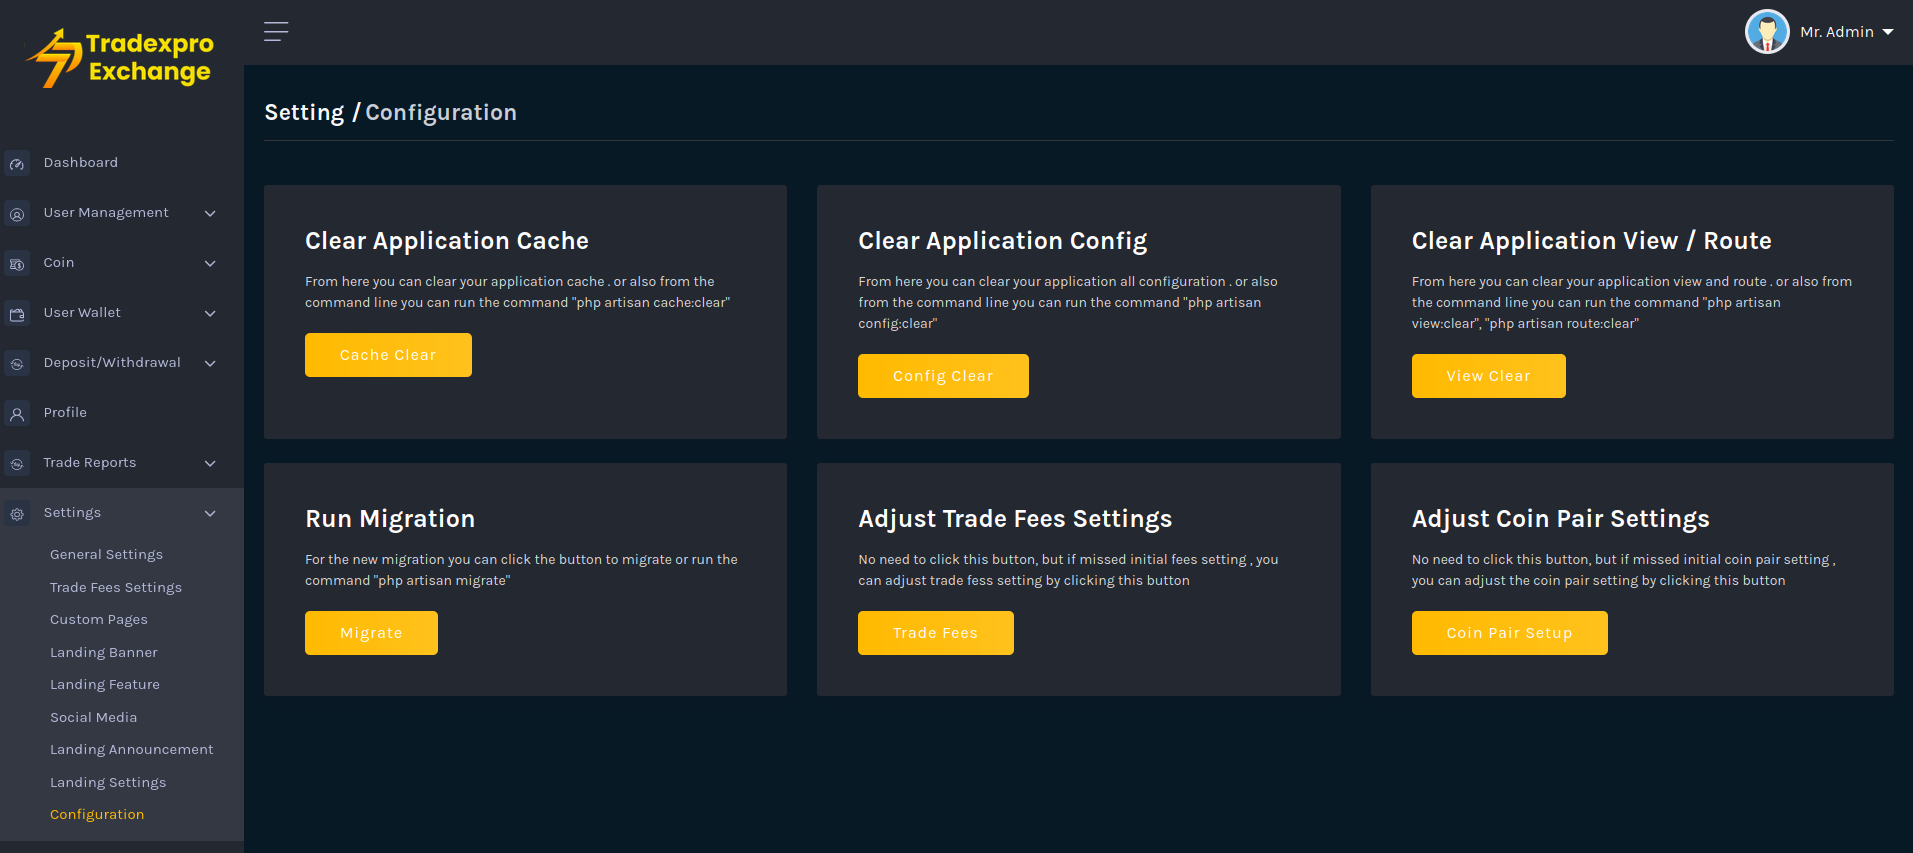 Tradexpro
Exchange
Mr. Admin
Dashboard
User Management
Coin
User Wallet
Deposit/Withdrawal
Profile
Trade Reports
Settings
General Settings
Trade Fees Settings
Custom Pages
Landing Banner
Landing Feature
Social Media
Landing Announcement
Landing Settings
Configuration
Setting / Configuration
Clear Application Cache
From here you can clear your application cache . or also from the
command line you can run the command "php artisan cache:clear"
Cache Clear
Clear Application Config
From here you can clear your application all configuration . or also
from the command line you can run the command "php artisan
config:clear"
Config Clear
Clear Application View / Route
From here you can clear your application view and route . or also from
the command line you can run the command "php artisan
view:clear", "php artisan route:clear"
View Clear
Run Migration
For the new migration you can click the button to migrate or run the
command "php artisan migrate"
Migrate
Adjust Trade Fees Settings
No need to click this button, but if missed initial fees setting , you
can adjust trade fess setting by clicking this button
Trade Fees
Adjust Coin Pair Settings
No need to click this button, but if missed initial coin pair setting ,
you can adjust the coin pair setting by clicking this button
Coin Pair Setup